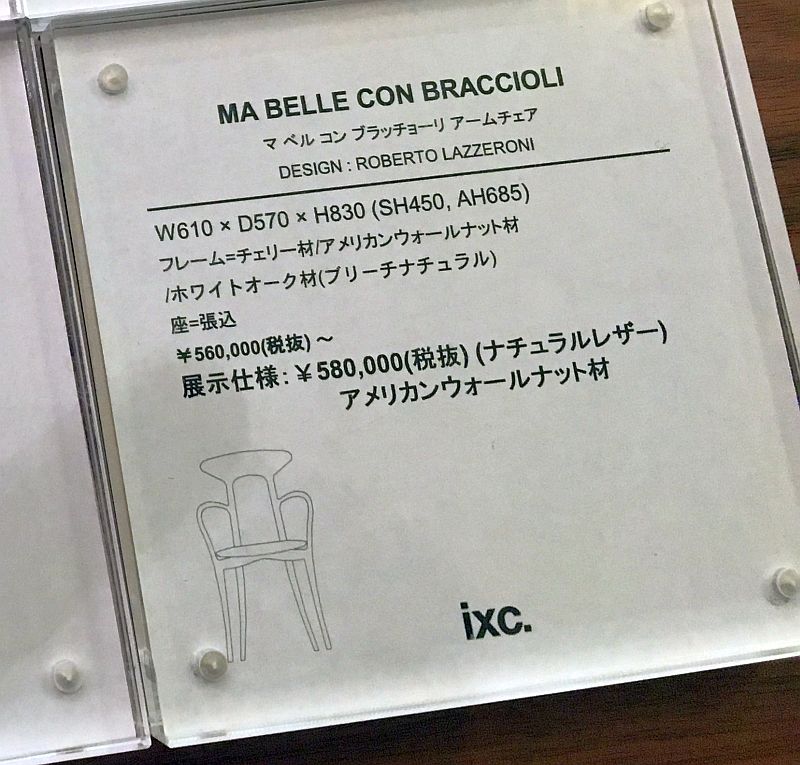 MA BELLE CON BRACCIOLI
マ ベル コン ブラッチョーリ アームチェア
DESIGN : ROBERTO LAZZERONI
W610 × D570 × H830 (SH450, AH685)
フレーム=チェリー材/アメリカンウォールナット材
/ホワイトオーク材(ブリーチナチュラル)
座=張込
￥560,000(税抜) ～
展示仕様：￥580,000(税抜) (ナチュラルレザー)
アメリカンウォールナット材
ixc.